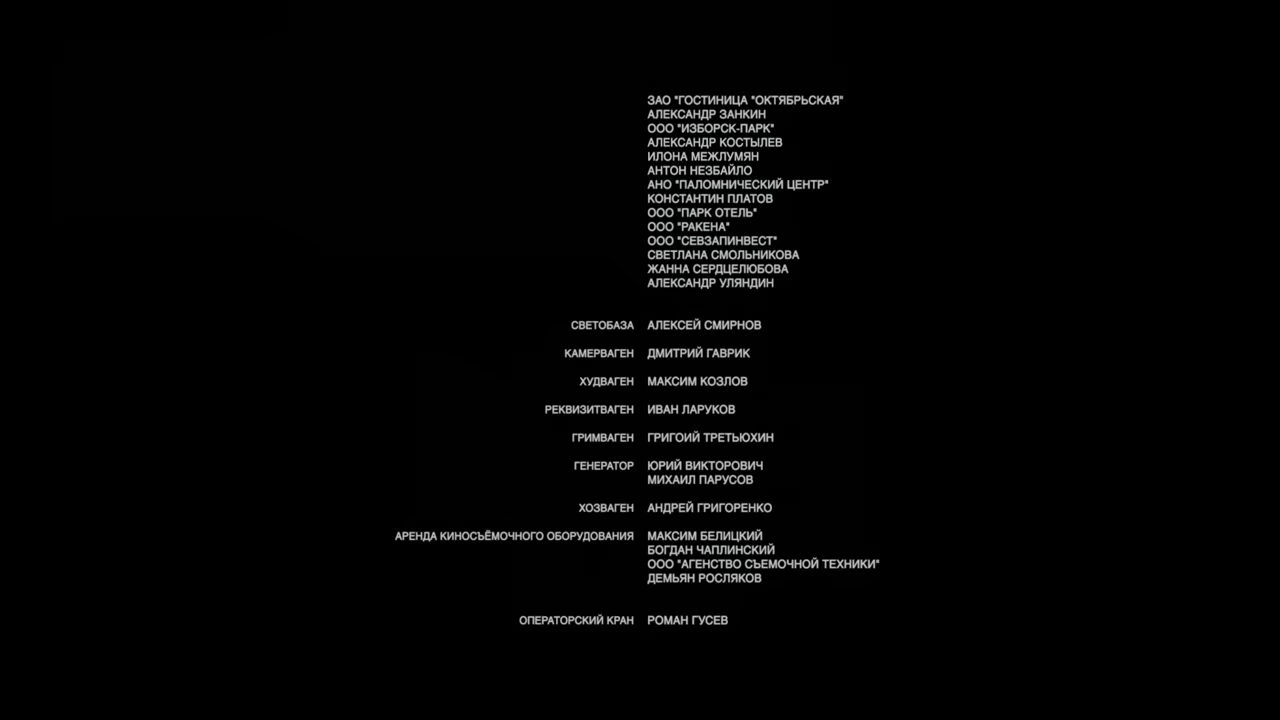 ЗАО "ГОСТИНИЦА "ОКТЯБРЬСКАЯ"
АЛЕКСАНДР ЗАНКИН
ООО "ИЗБОРСК-ПАРК"
АЛЕКСАНДР КОСТЫЛЕВ
ИЛОНА МЕЖЛУМЯН
АНТОН НЕЗБАЙЛО
АНО "ПАЛОМНИЧЕСКИЙ ЦЕНТР"
КОНСТАНТИН ПЛАТОВ
ООО "ПАРК ОТЕЛЬ"
ООО "РАКЕНА"
ООО "СЕВЗАПИНВЕСТ"
СВЕТЛАНА СМОЛЬНИКОВА
ЖАННА СЕРДЦЕЛЮБОВА
АЛЕКСАНДР УЛЯНДИН
СВЕТОБАЗА АЛЕКСЕЙ СМИРНОВ
КАМЕРВАГЕН ДМИТРИЙ ГАВРИК
ХУДВАГЕН МАКСИМ КОЗЛОВ
РЕКВИЗИТВАГЕН ИВАН ЛАРУКОВ
ГРИМВАГЕН ГРИГОИЙ ТРЕТЬЮХИН
ГЕНЕРАТОР ЮРИЙ ВИКТОРОВИЧ
МИХАИЛ ПАРУСОВ
ХОЗВАГЕН АНДРЕЙ ГРИГОРЕНКО
АРЕНДА КИНОСЪЁМОЧНОГО ОБОРУДОВАНИЯ МАКСИМ БЕЛИЦКИЙ
БОГДАН ЧАПЛИНСКИЙ
ООО "АГЕНСТВО СЪЕМОЧНОЙ ТЕХНИКИ"
ДЕМЬЯН РОСЛЯКОВ
ОПЕРАТОРСКИЙ КРАН РОМАН ГУСЕВ